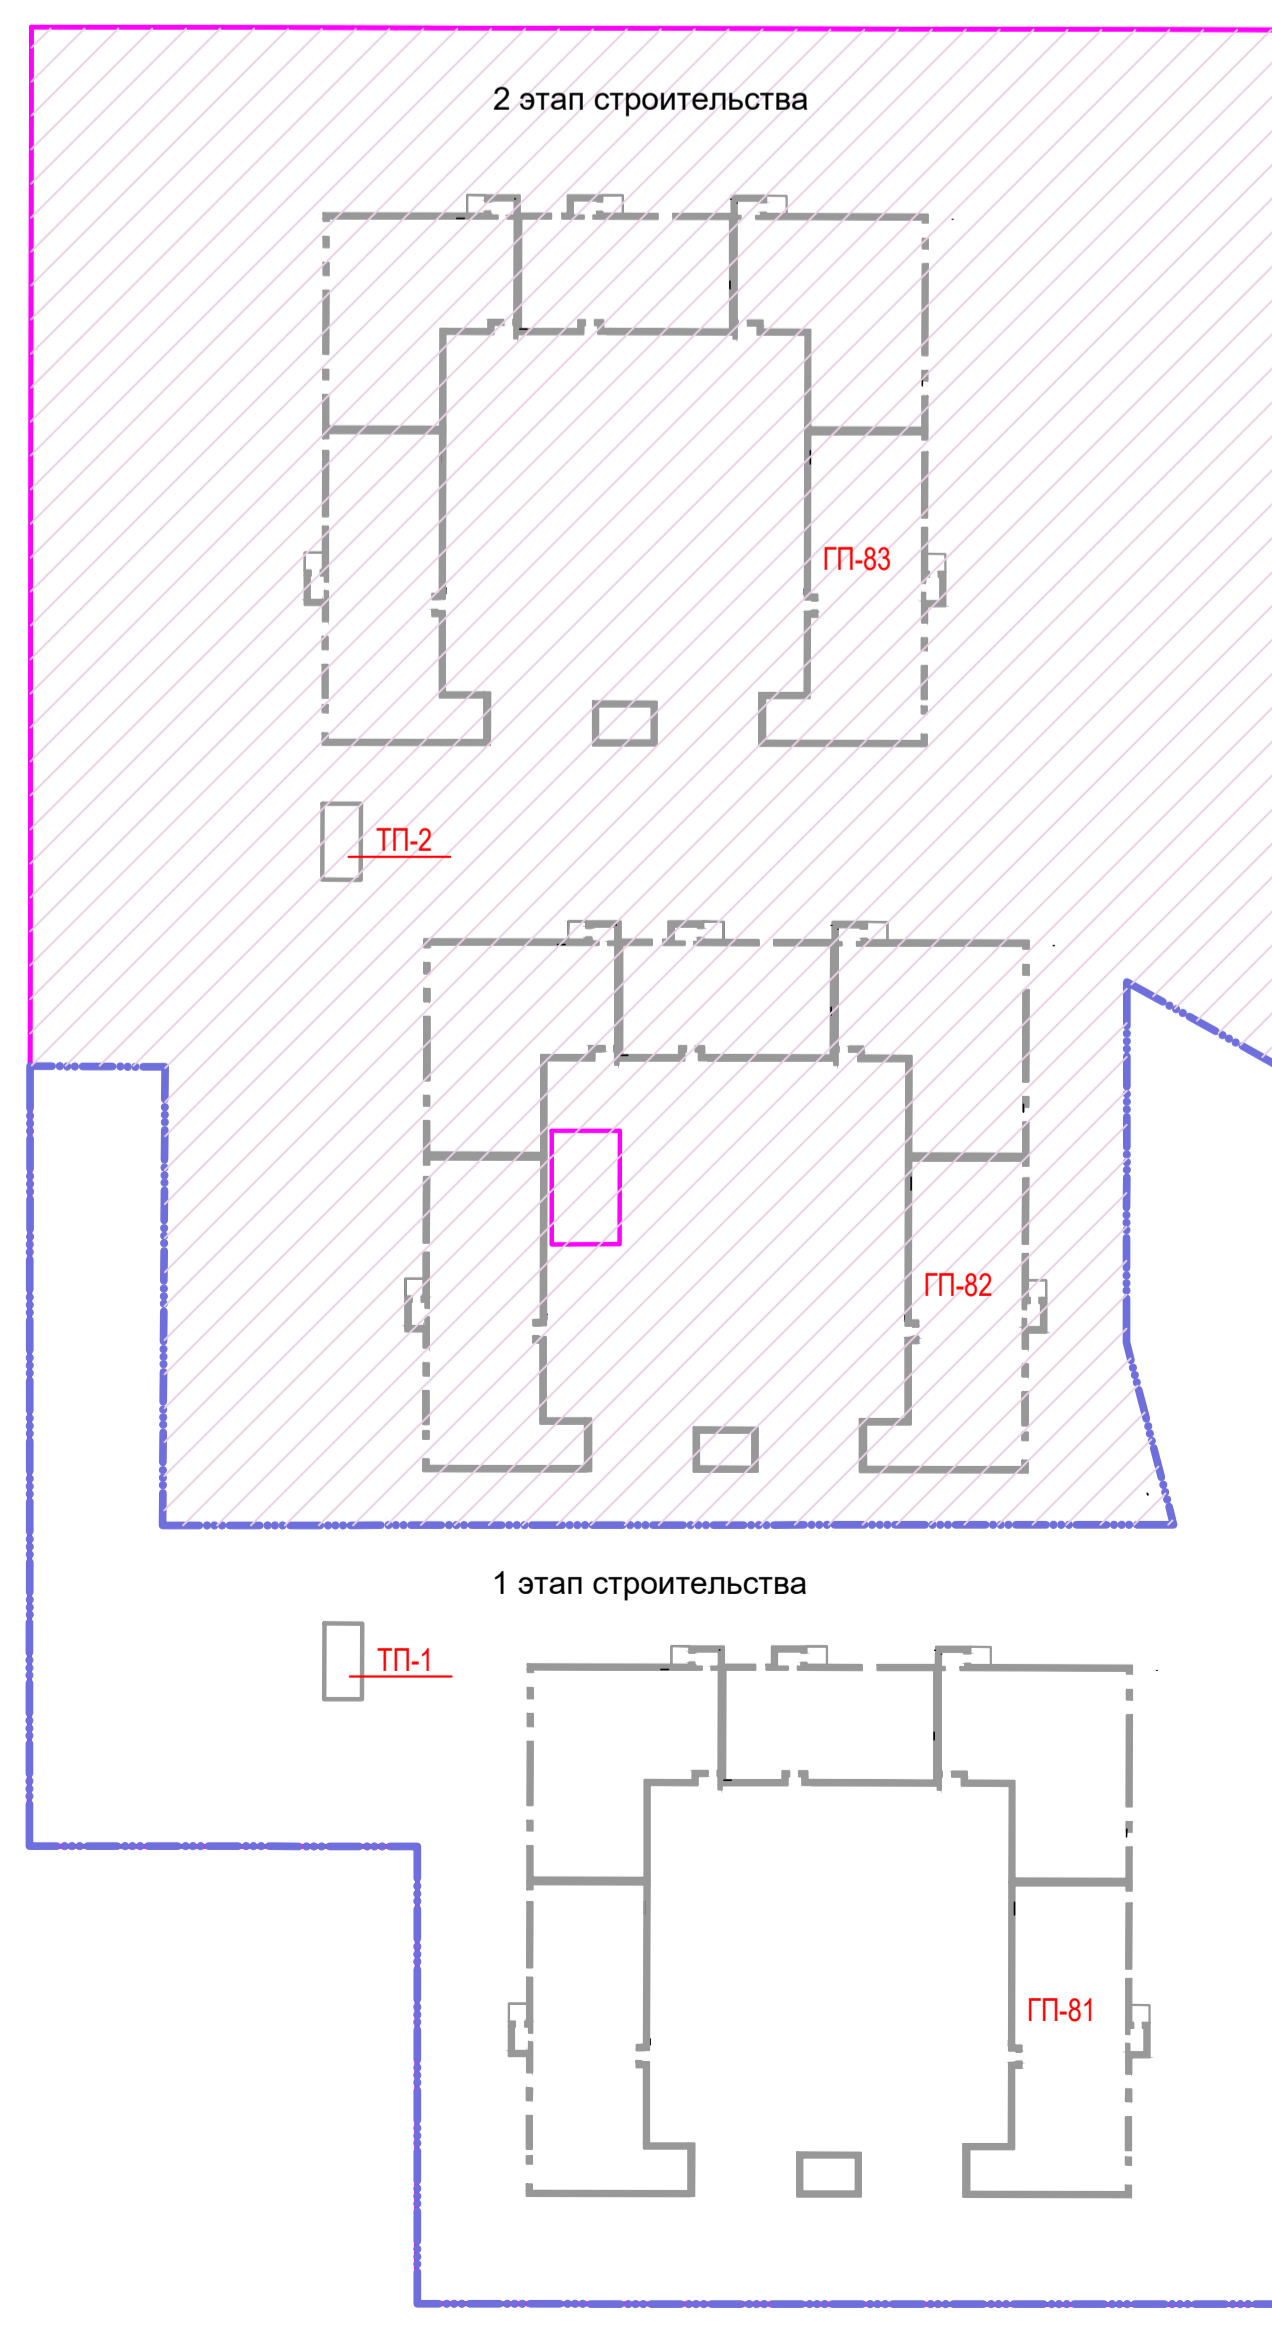 2 этап строительства
ГП-83
ТП-2
ГП-82
1 этап строительства
ТП-1
ГП-81